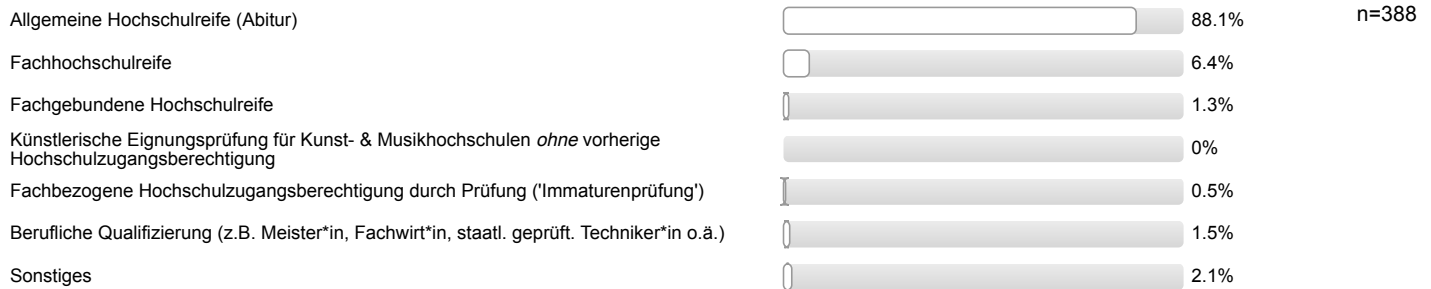 Allgemeine Hochschulreife (Abitur) 88.1% n=388
Fachhochschulreife 6.4%
Fachgebundene Hochschulreife 1.3%
Künstlerische Eignungsprüfung für Kunst- & Musikhochschulen ohne vorherige
Hochschulzugangsberechtigung 0%
Fachbezogene Hochschulzugangsberechtigung durch Prüfung ('Immaturenprüfung') 0.5%
Berufliche Qualifizierung (z.B. Meister*in, Fachwirt*in, staatl. geprüft. Techniker*in o.ä.) 1.5%
Sonstiges 2.1%